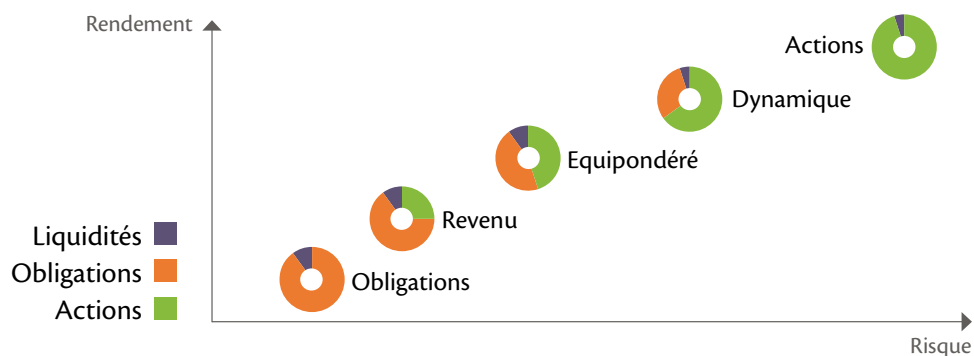 Rendement
Actions
Dynamique
Equipondéré
Revenu
Liquidités
Obligations
Obligations
Actions
Risque